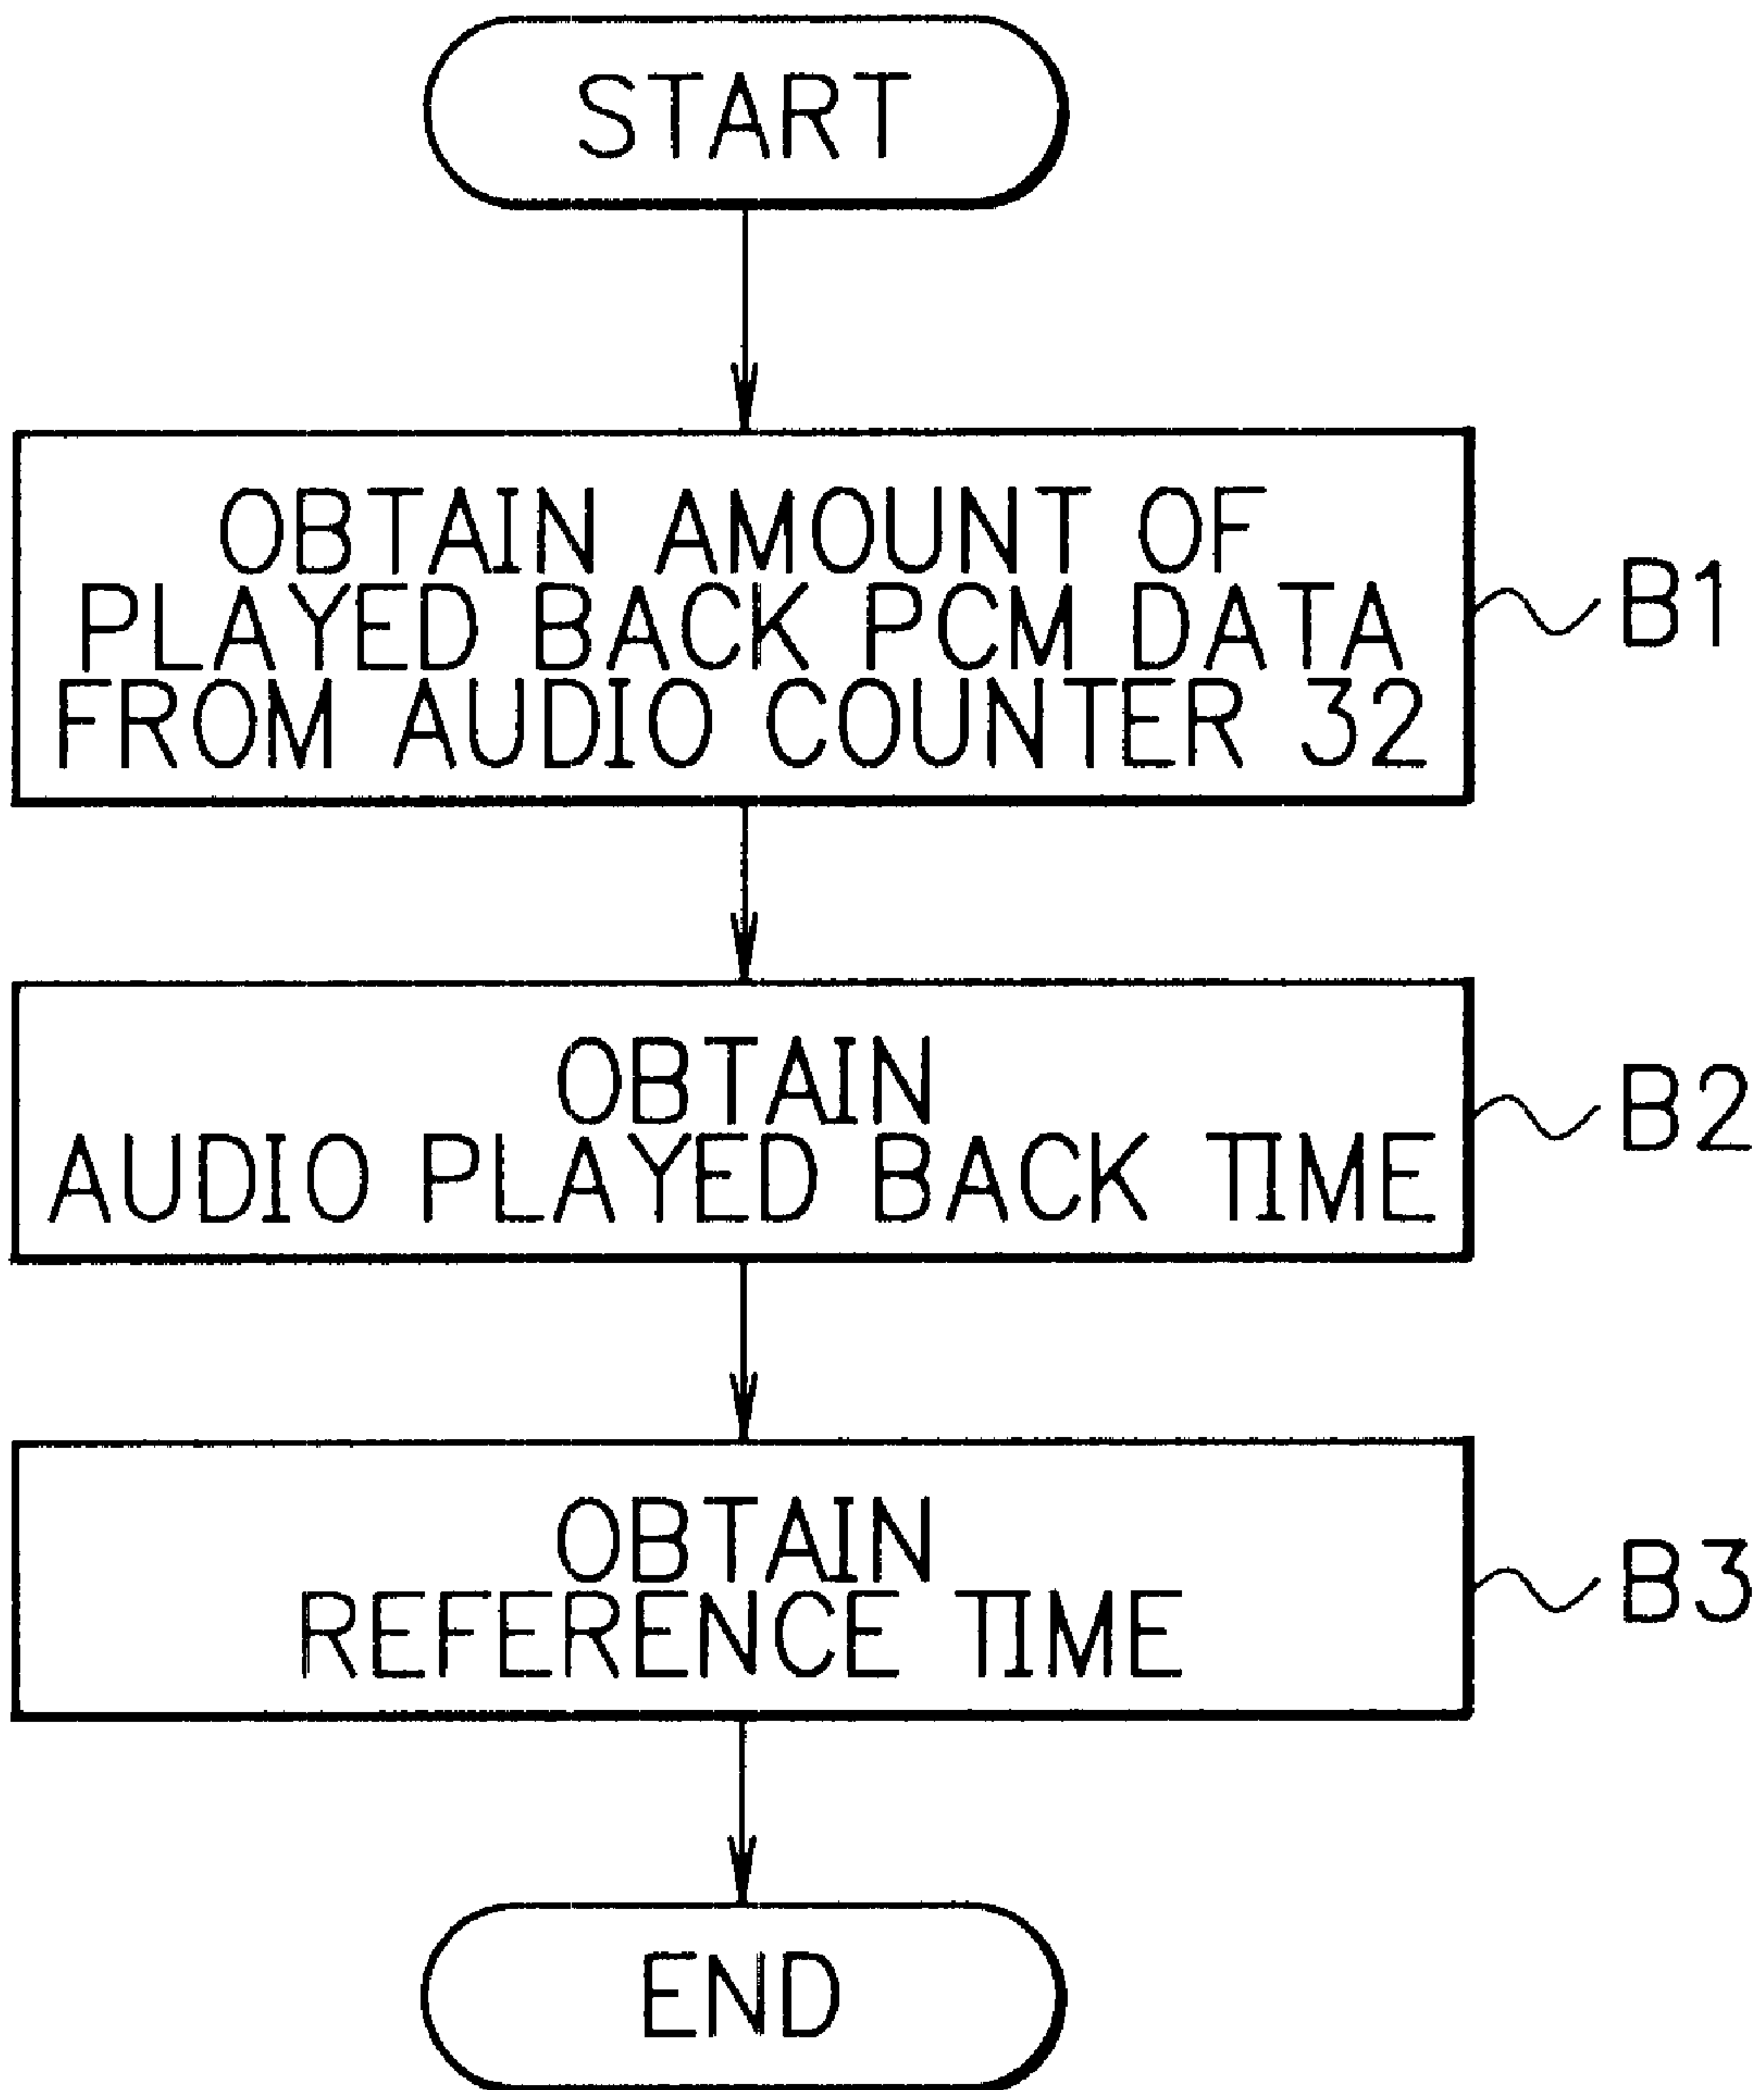 START
OBTAIN AMOUNT OF
PLAYED BACK PCM DATA
FROM AUDIO COUNTER 32
B1
OBTAIN
AUDIO PLAYED BACK TIME
B2
OBTAIN
REFERENCE TIME
B3
END